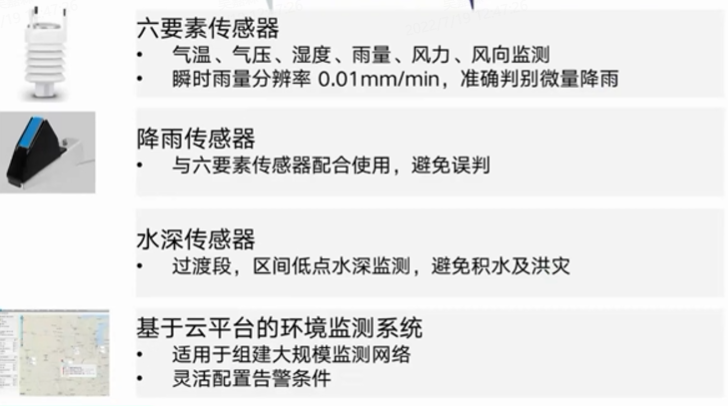 六要素传感器
• 气温、气压、湿度、雨量、风力、风向监测
• 瞬时雨量分辨率 0.01mm/min，准确判别微量降雨
降雨传感器
• 与六要素传感器配合使用，避免误判
水深传感器
• 过渡段，区间低点水深监测，避免积水及洪灾
基于云平台的环境监测系统
• 适用于组建大规模监测网络
• 灵活配置告警条件